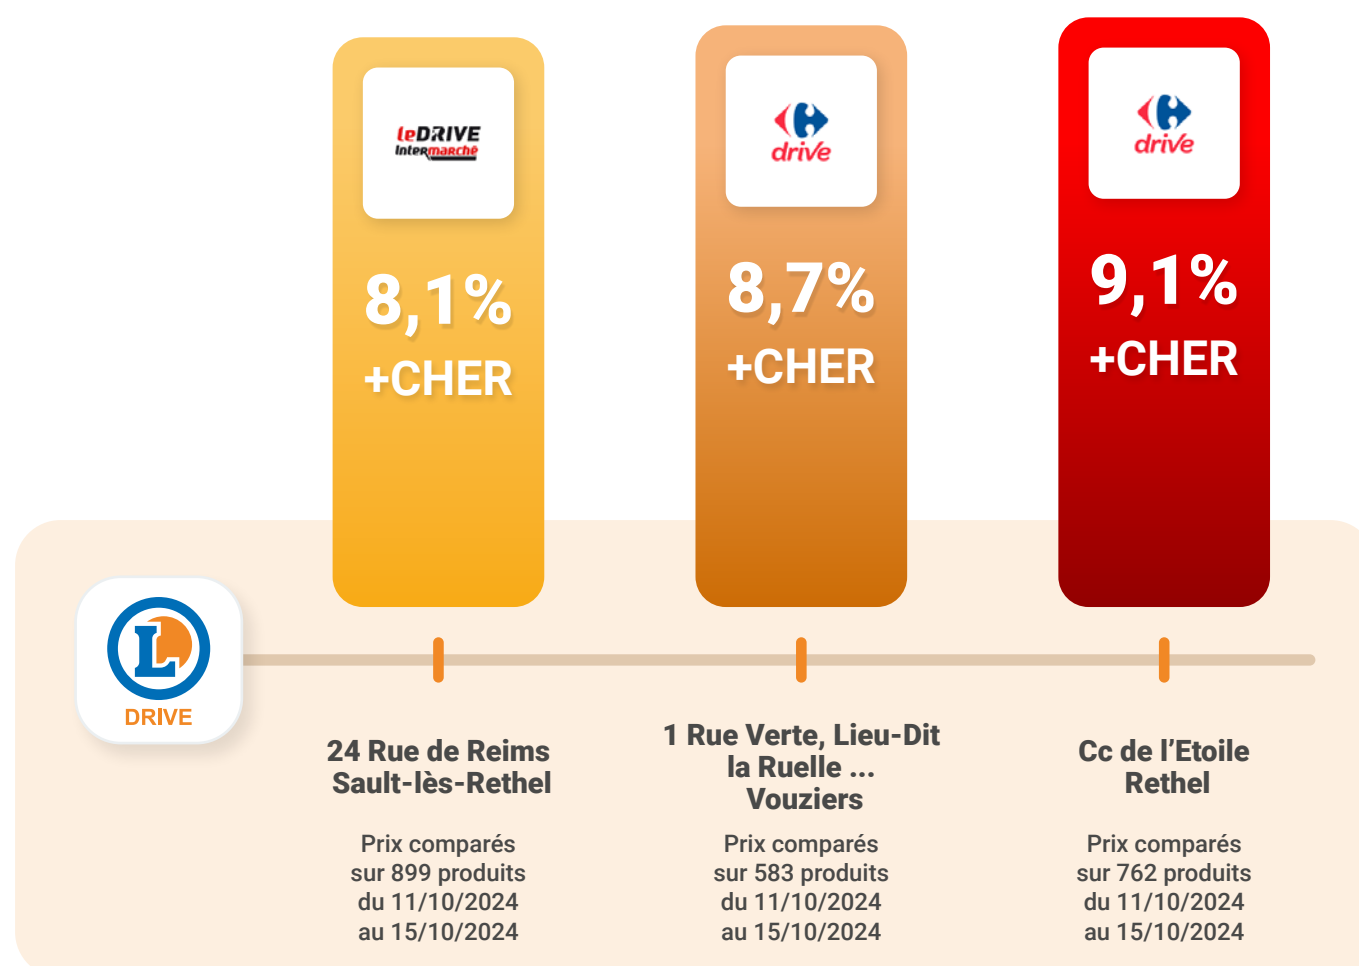 leDRIVE
Intermarché
8,1%
+CHER
drive
8,7%
+CHER
drive
9,1%
+CHER
L
DRIVE
24 Rue de Reims
Sault-lès-Rethel
Prix comparés
sur 899 produits
du 11/10/2024
au 15/10/2024
1 Rue Verte, Lieu-Dit
la Ruelle ...
Vouziers
Prix comparés
sur 583 produits
du 11/10/2024
au 15/10/2024
Cc de l'Etoile
Rethel
Prix comparés
sur 762 produits
du 11/10/2024
au 15/10/2024